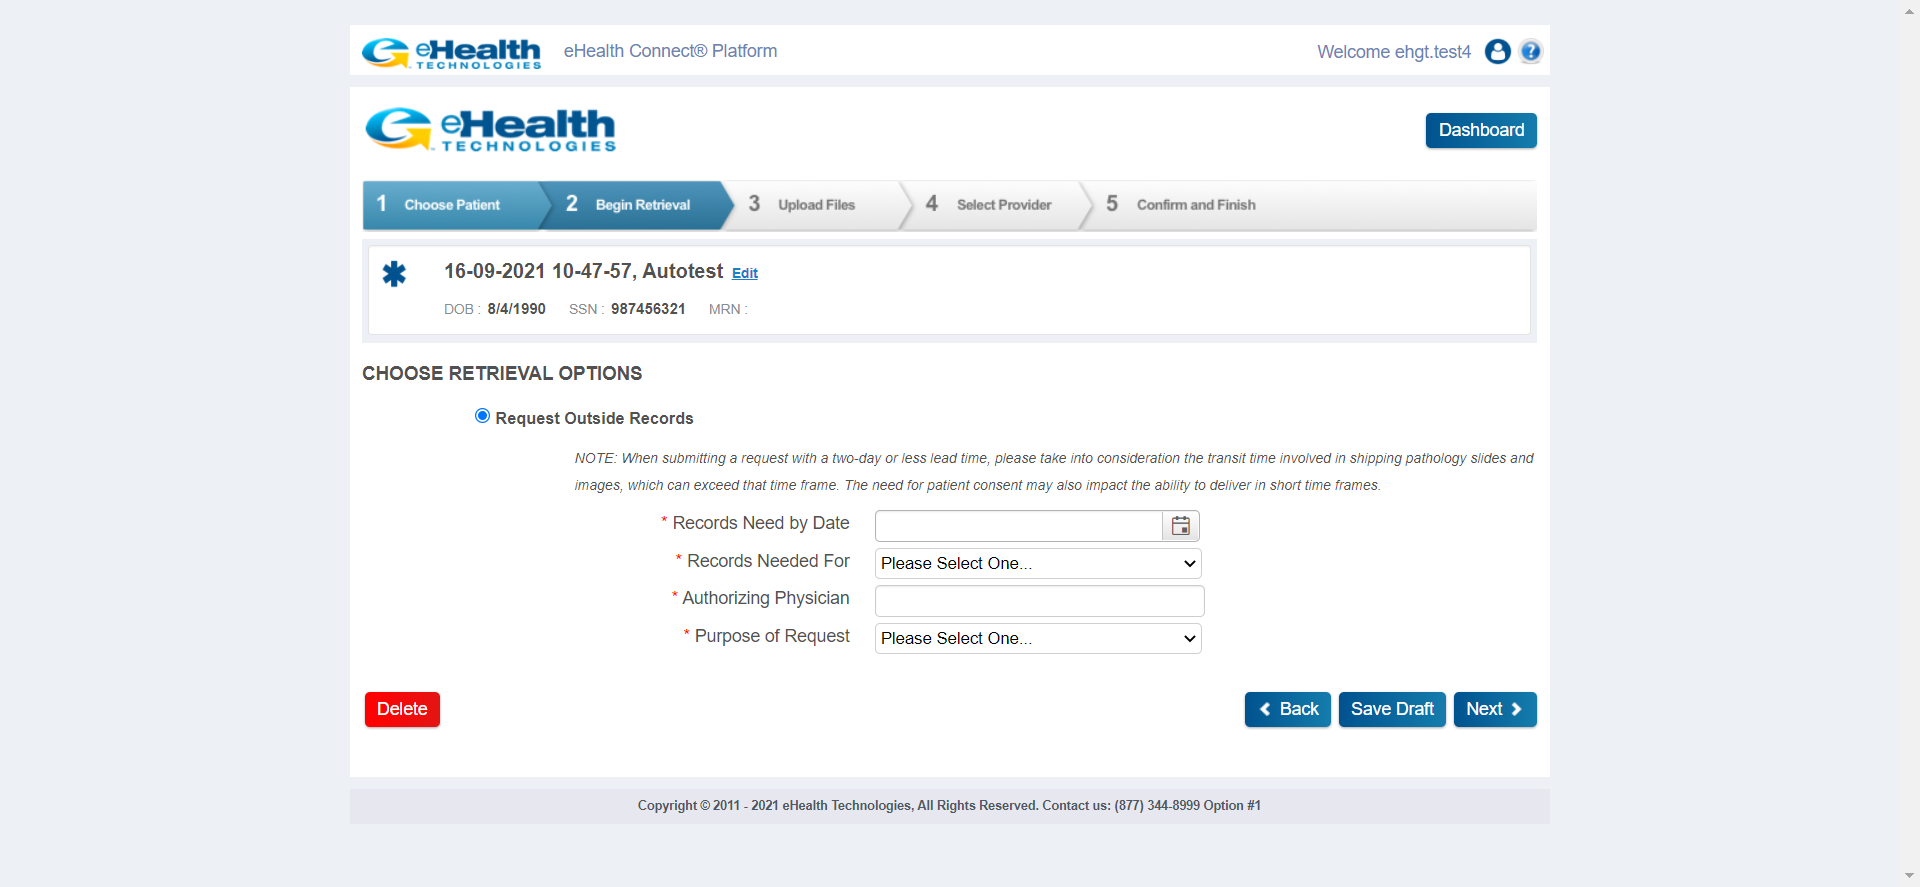 eHealth TECHNOLOGIES eHealth Connect® Platform Welcome ehgt.test4 ?
eHealth TECHNOLOGIES Dashboard
1 Choose Patient 2 Begin Retrieval 3 Upload Files 4 Select Provider 5 Confirm and Finish
16-09-2021 10-47-57, Autotest Edit
DOB : 8/4/1990 SSN : 987456321 MRN :
CHOOSE RETRIEVAL OPTIONS
Request Outside Records
NOTE: When submitting a request with a two-day or less lead time, please take into consideration the transit time involved in shipping pathology slides and
images, which can exceed that time frame. The need for patient consent may also impact the ability to deliver in short time frames.
* Records Need by Date
* Records Needed For Please Select One...
* Authorizing Physician
* Purpose of Request Please Select One...
Delete Back Save Draft Next
Copyright © 2011 - 2021 eHealth Technologies, All Rights Reserved. Contact us: (877) 344-8999 Option #1